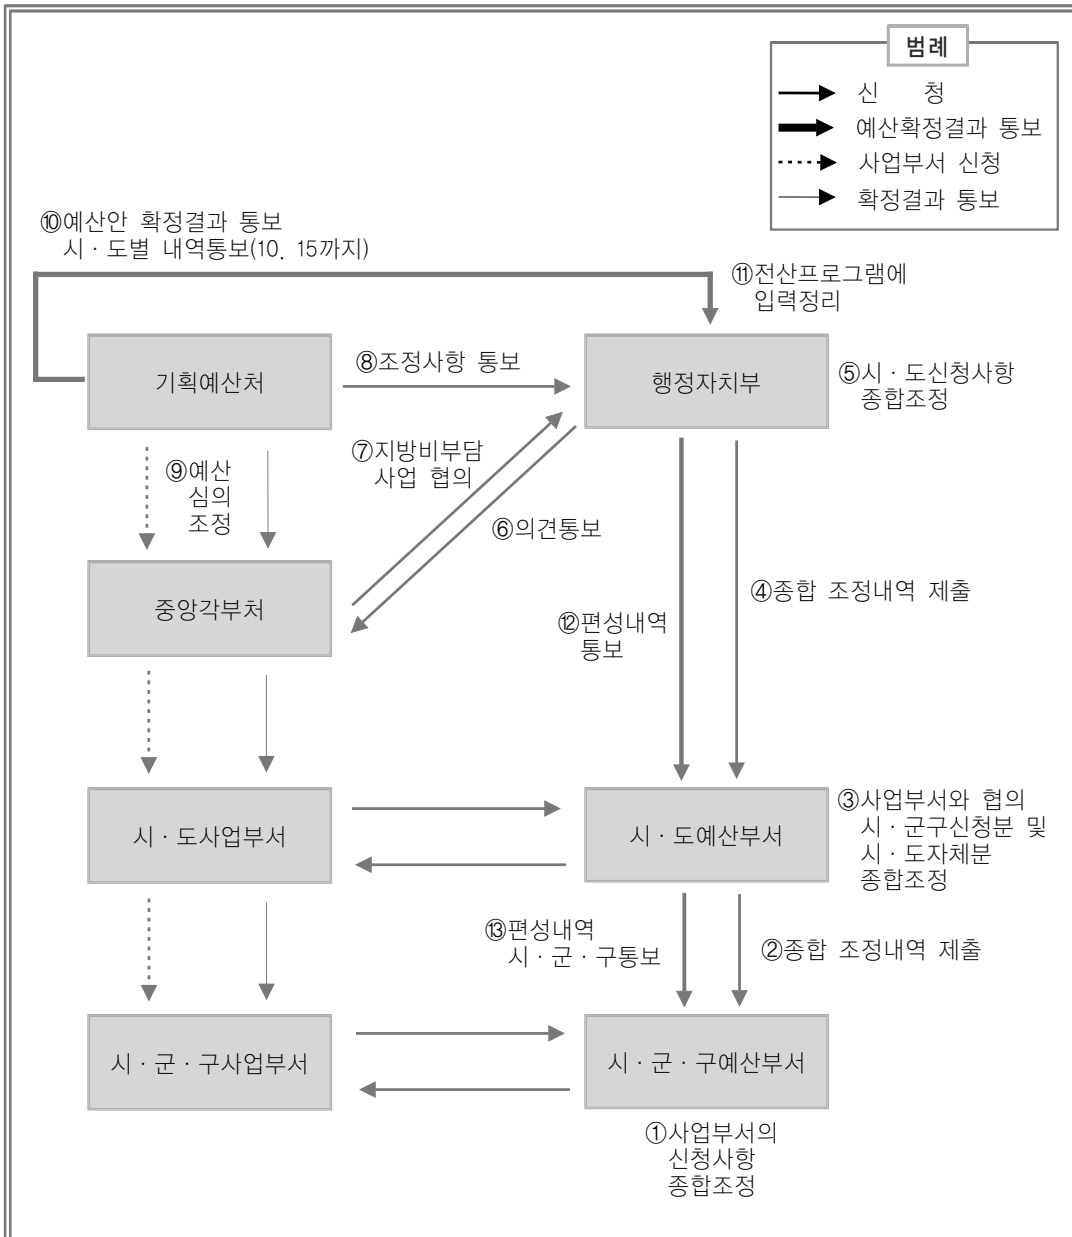 범례
신 청
예산확정결과 통보
사업부서 신청
확정결과 통보
⑩예산안 확정결과 통보
시·도별 내역통보(10. 15까지)
⑪전산프로그램에
입력정리
기획예산처
⑧조정사항 통보
행정자치부
⑤시·도신청사항
종합조정
⑨예산
심의
조정
⑦지방비부담
사업 협의
⑥의견통보
중앙각부처
④종합 조정내역 제출
⑫편성내역
통보
시·도사업부서
시·도예산부서
③사업부서와 협의
시·군구신청분 및
시·도자체분
종합조정
⑬편성내역
시·군·구통보
②종합 조정내역 제출
시·군·구사업부서
시·군·구예산부서
①사업부서의
신청사항
종합조정